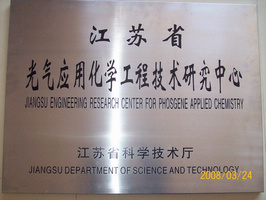 江苏省
光气应用化学工程技术研究中心
JIANGSU ENGINEERING RESEARCH CENTER FOR PHOSGENE APPLIED CHEMISTRY
江苏省科学技术厅
JIANGSU DEPARTMENT OF SCIENCE AND TECHNOLOGY
2008/03/24